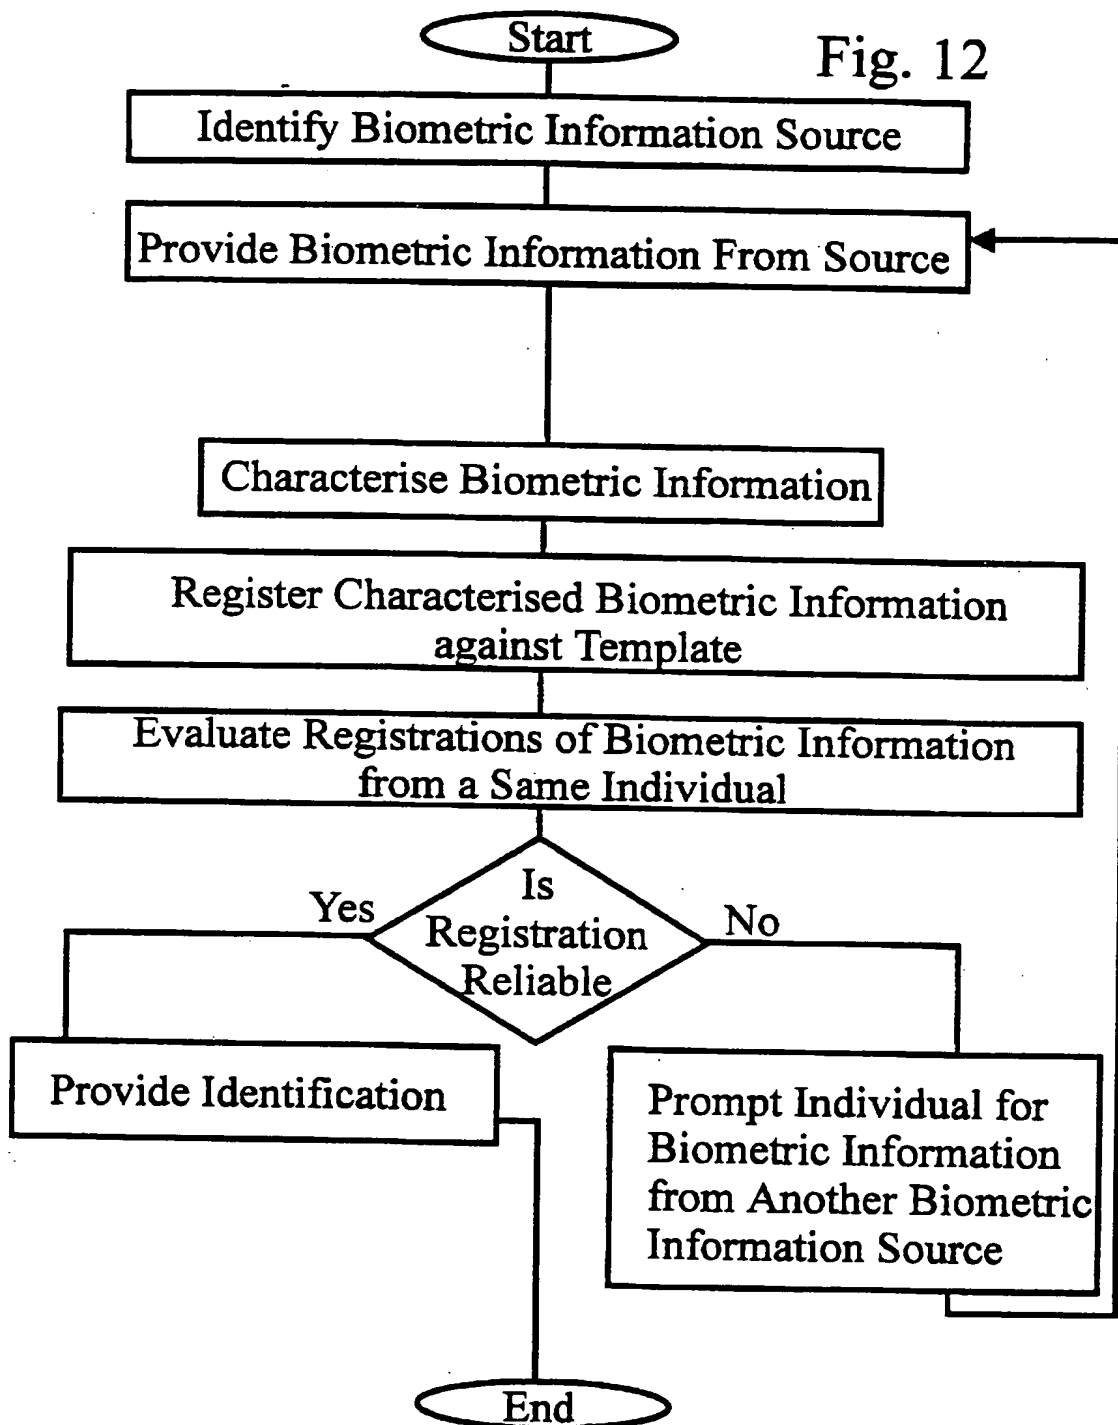 Start
Fig. 12
Identify Biometric Information Source
Provide Biometric Information From Source
Characterise Biometric Information
Register Characterised Biometric Information
against Template
Evaluate Registrations of Biometric Information
from a Same Individual
Is
Registration
Reliable
Yes
No
Provide Identification
Prompt Individual for
Biometric Information
from Another Biometric
Information Source
End